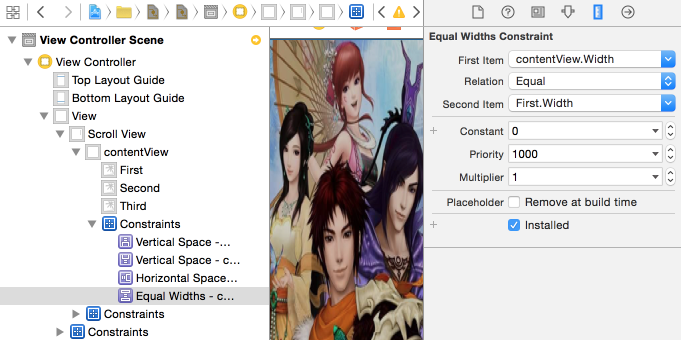 View Controller Scene
View Controller
Top Layout Guide
Bottom Layout Guide
View
Scroll View
contentView
First
Second
Third
Constraints
Vertical Space -...
Vertical Space - c...
Horizontal Space...
Equal Widths - c...
Constraints
Constraints
Equal Widths Constraint
First Item contentView.Width
Relation Equal
Second Item First.Width
Constant 0
Priority 1000
Multiplier 1
Placeholder Remove at build time
Installed